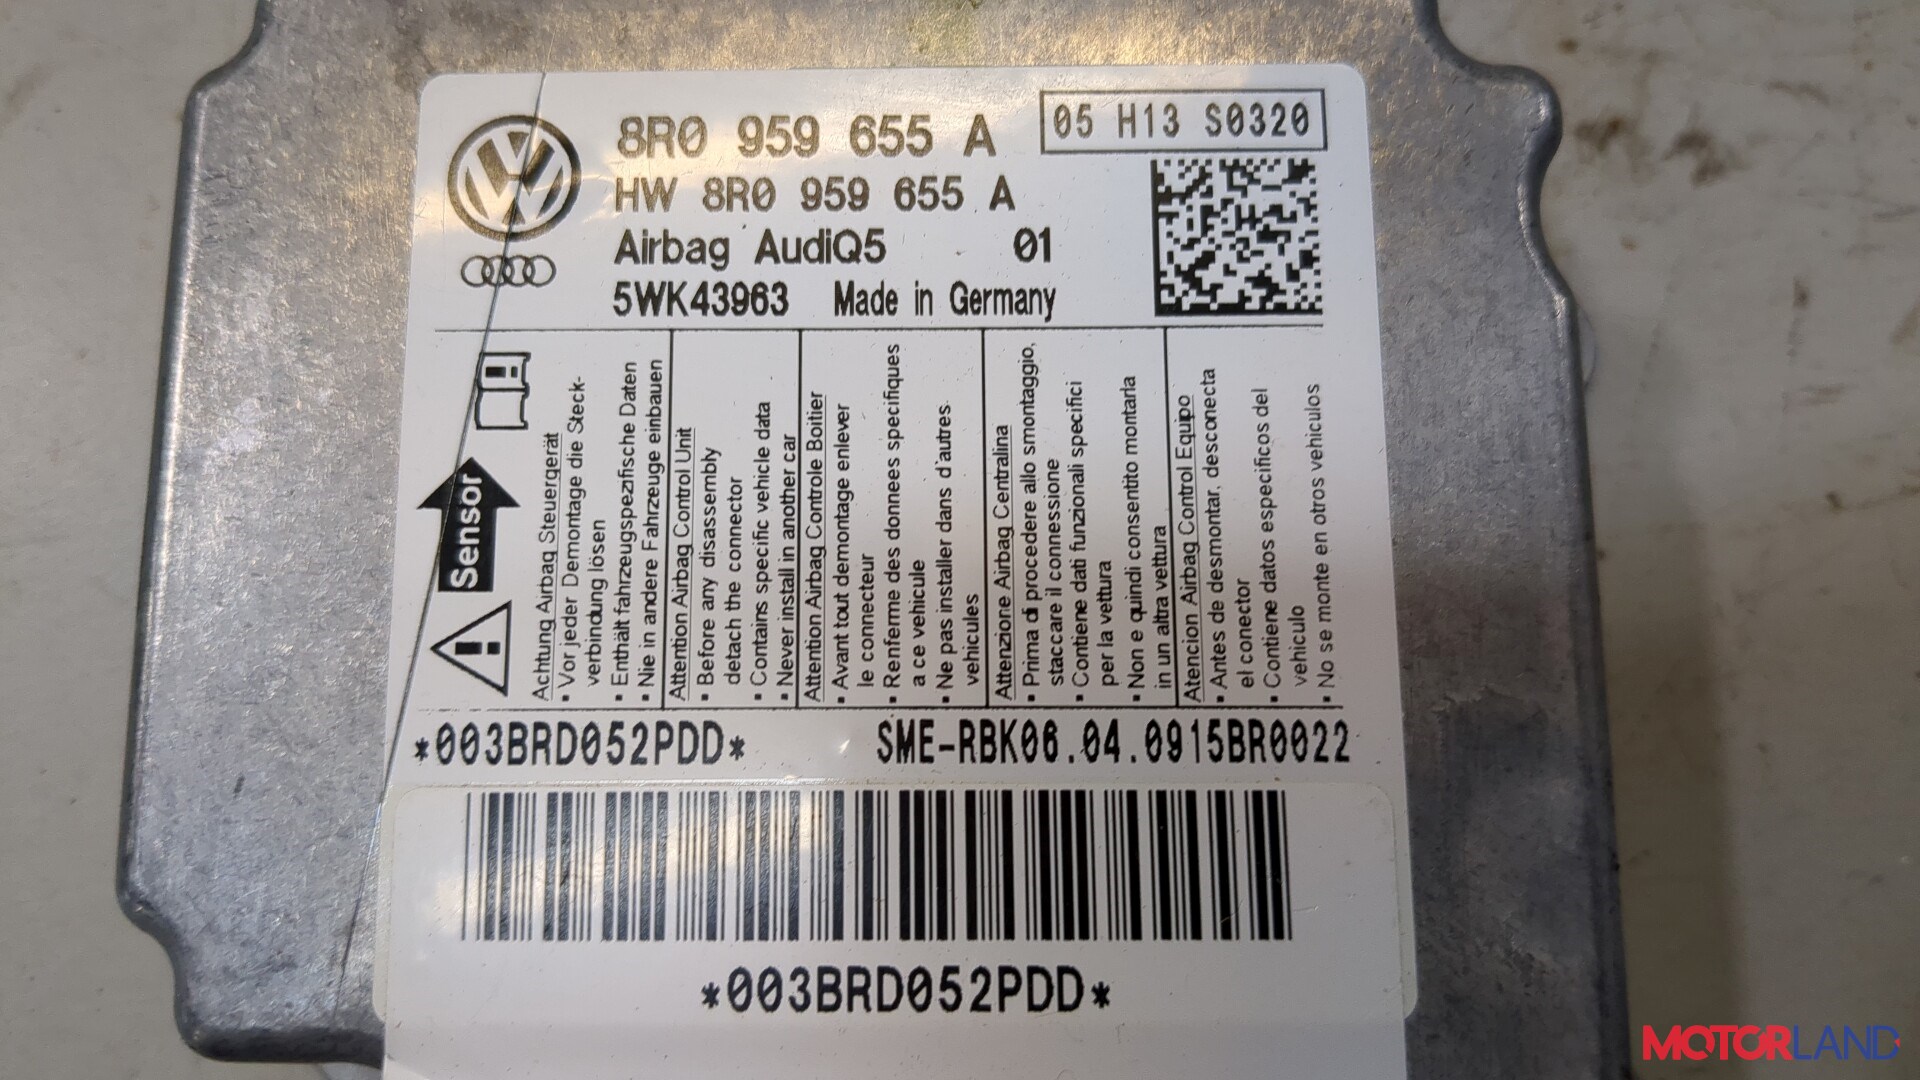 8R0 959 655 A
05 H13 S0320
HW 8R0 959 655 A
Airbag AudiQ5 01
5WK43963 Made in Germany
Sensor
Achtung Airbag Steuergerät
▪ Vor jeder Demontage die Steck-
verbindung lösen
▪ Enthält fahrzeugspezifische Daten
▪ Nie in andere Fahrzeuge einbauen
Attention Airbag Control Unit
▪ Before any disassembly
detach the connector
▪ Contains specific vehicle data
▪ Never install in another car
Attention Airbag Controle Boitier
▪ Avant tout demontage enlever
le connecteur
▪ Renferme des donnees specifiques
a ce vehicule
▪ Ne pas installer dans d'autres
vehicules
Attenzione Airbag Centralina
▪ Prima di procedere allo smontaggio,
staccare il connessione
▪ Contiene dati funzionali specifici
per la vettura
▪ Non e quindi consentito montarla
in un altra vettura
Atencion Airbag Control Equipo
▪ Antes de desmontar, desconecta
el conector
▪ Contiene datos especificos del
vehiculo
▪ No se monte en otros vehiculos
*003BRD052PDD* SME-RBK06.04.0915BR0022
*003BRD052PDD*
MOTORLAND